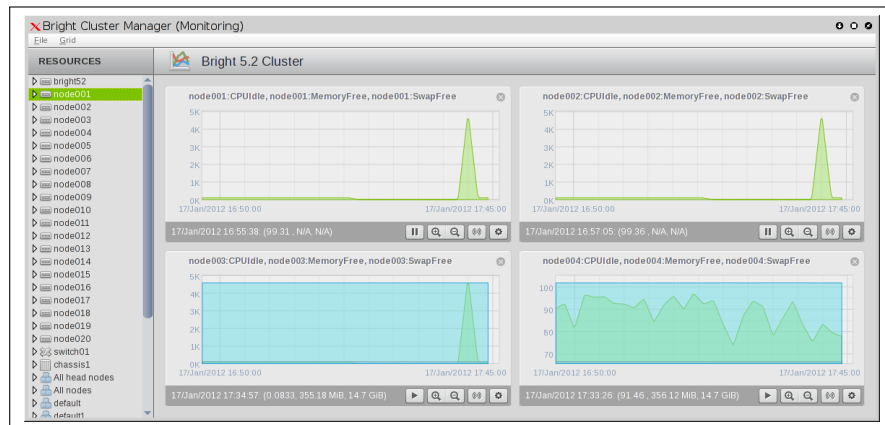 Bright Cluster Manager (Monitoring)
File Grid
RESOURCES
Bright 5.2 Cluster
bright52
node001
node002
node003
node004
node005
node006
node007
node008
node009
node010
node011
node012
node013
node014
node015
node016
node017
node018
node019
node020
switch01
chassis1
All head nodes
All nodes
default
default1
node001:CPUIdle, node001:MemoryFree, node001:SwapFree
5K
4K
3K
2K
1K
0K
17/Jan/2012 16:50:00 17/Jan/2012 17:45:00
17/Jan/2012 16:55:38: (99.31 , N/A, N/A)
node002:CPUIdle, node002:MemoryFree, node002:SwapFree
5K
4K
3K
2K
1K
0K
17/Jan/2012 16:50:00 17/Jan/2012 17:45:00
17/Jan/2012 16:57:05: (99.36 , N/A, N/A)
node003:CPUIdle, node003:MemoryFree, node003:SwapFree
5K
4K
3K
2K
1K
0K
17/Jan/2012 16:50:00 17/Jan/2012 17:45:00
17/Jan/2012 17:34:57: (0.0833, 355.18 MiB, 14.7 GiB)
node004:CPUIdle, node004:MemoryFree, node004:SwapFree
100
90
80
70
17/Jan/2012 16:50:00 17/Jan/2012 17:45:00
17/Jan/2012 17:33:26: (91.46 , 356.12 MiB, 14.7 GiB)